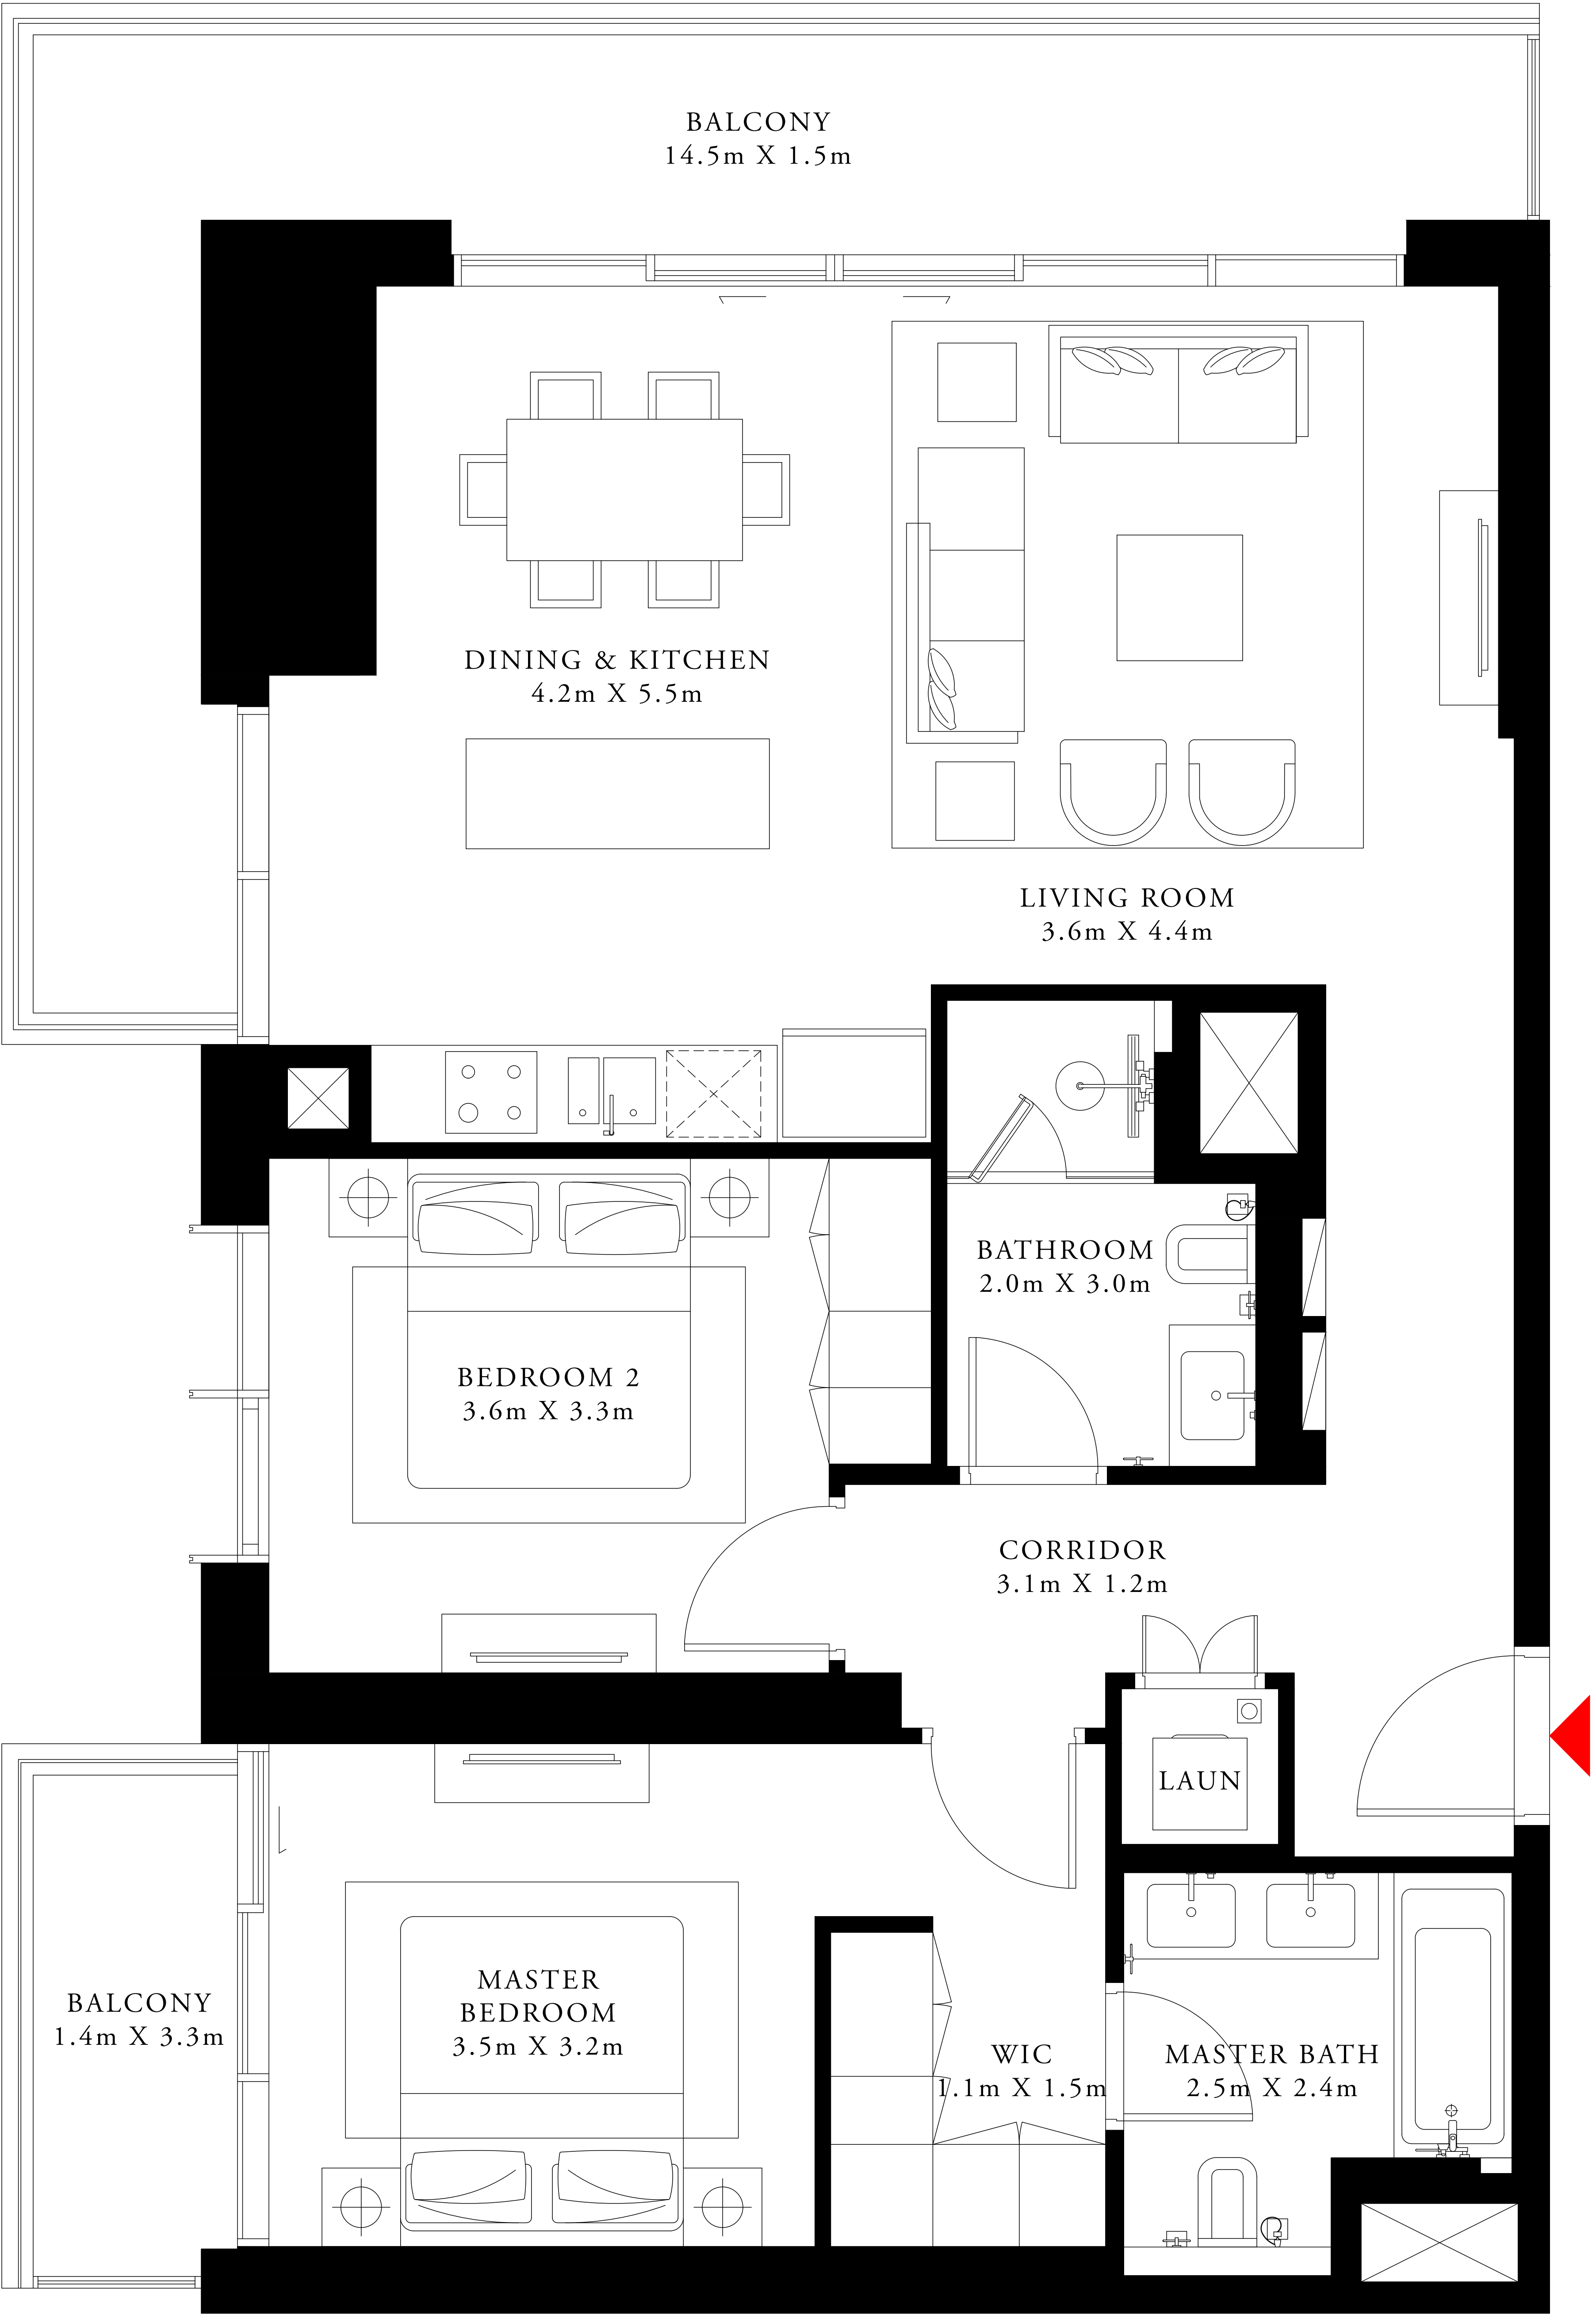 BALCONY
14.5m X 1.5m
DINING & KITCHEN
4.2m X 5.5m
LIVING ROOM
3.6m X 4.4m
BATHROOM
2.0m X 3.0m
BEDROOM 2
3.6m X 3.3m
CORRIDOR
3.1m X 1.2m
LAUN
MASTER
BEDROOM
3.5m X 3.2m
BALCONY
1.4m X 3.3m
WIC
1.1m X 1.5m
MASTER BATH
2.5m X 2.4m